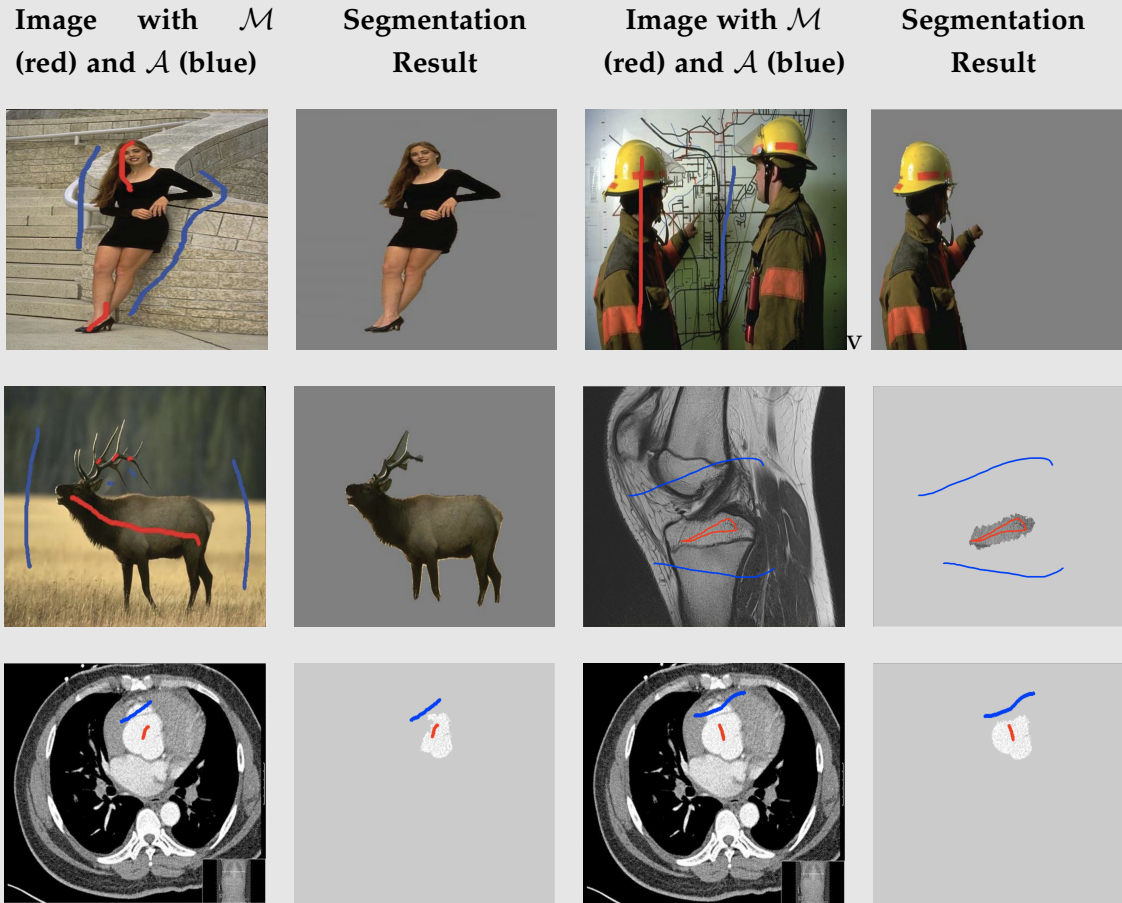 Image with ℳ
(red) and 𝒜 (blue)
Segmentation
Result
Image with ℳ
(red) and 𝒜 (blue)
Segmentation
Result
v